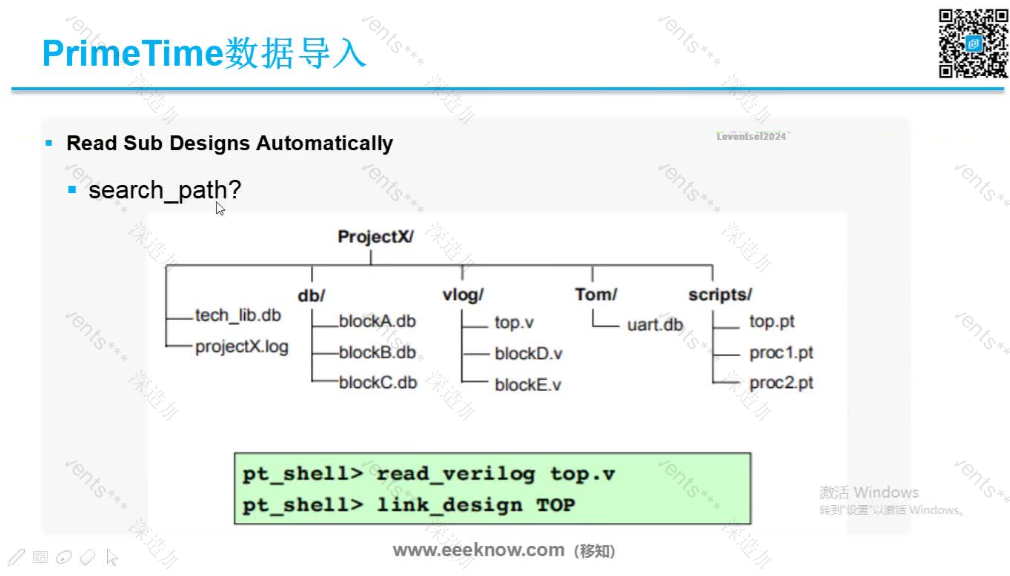 PrimeTime数据导入
Read Sub Designs Automatically
Leventsel2024
search_path?
ProjectX/
db/ vlog/ Tom/ scripts/
tech_lib.db blockA.db top.v uart.db top.pt
projectX.log blockB.db blockD.v proc1.pt
blockC.db blockE.v proc2.pt
pt_shell> read_verilog top.v
pt_shell> link_design TOP
激活 Windows
转到"设置"以激活 Windows。
www.eeeknow.com（移知）